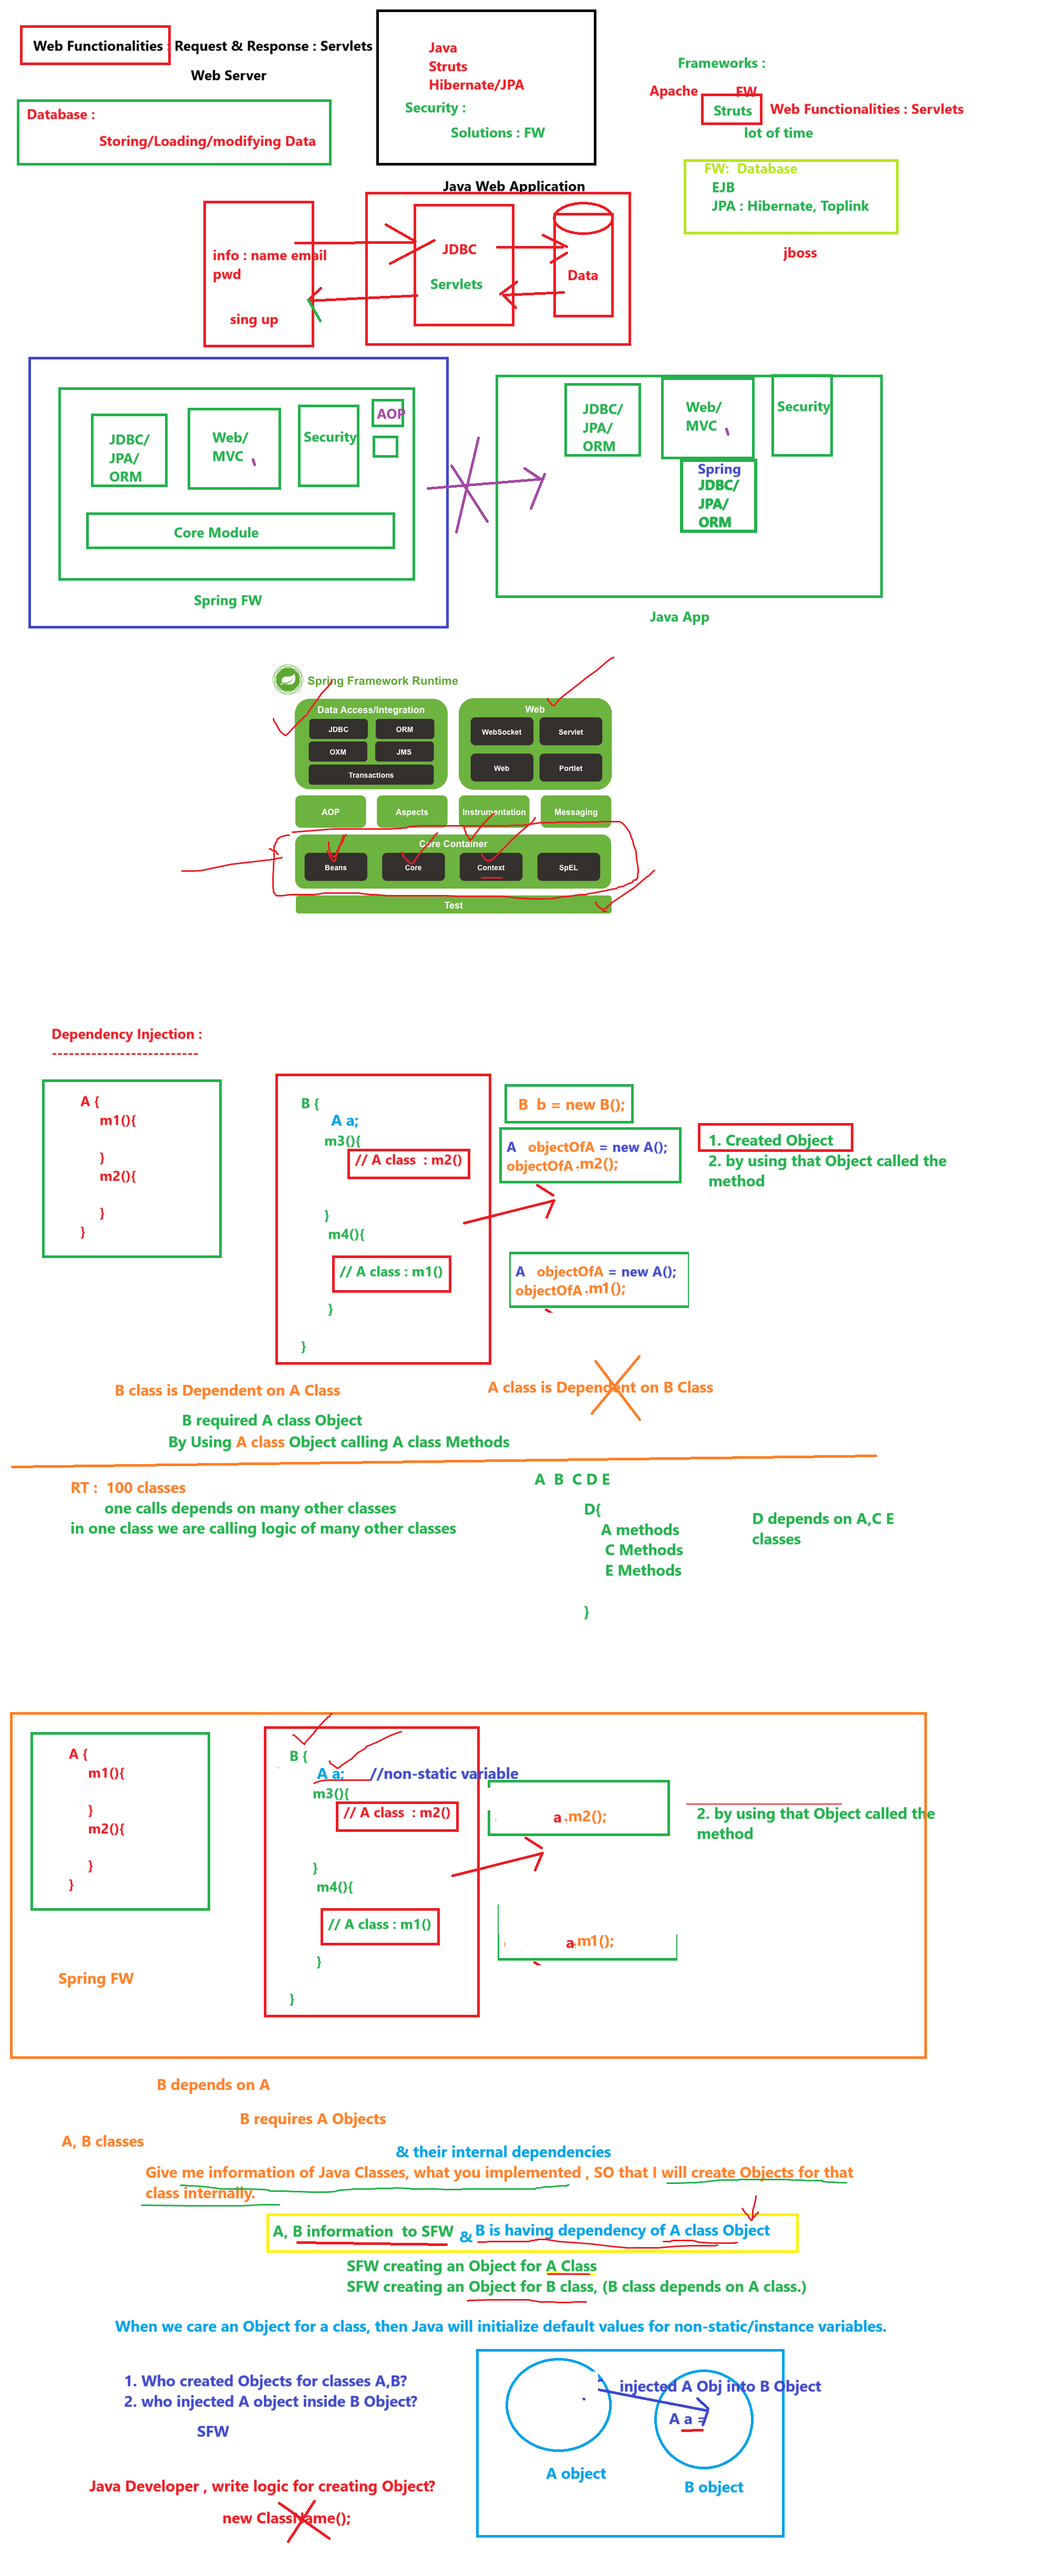 Web Functionalities : Request & Response : Servlets
Web Server
Database :
Storing/Loading/modifying Data
Java
Struts
Hibernate/JPA
Security :
Solutions : FW
Java Web Application
Frameworks :
Apache FW
Struts Web Functionalities : Servlets
lot of time
FW: Database
EJB
JPA : Hibernate, Toplink
jboss
info : name email
pwd
sing up
JDBC
Servlets
Data
JDBC/
JPA/
ORM
Web/
MVC
Security
AOP
Core Module
Spring FW
JDBC/
JPA/
ORM
Web/
MVC
Security
Spring
JDBC/
JPA/
ORM
Java App
Spring Framework Runtime
Data Access/Integration
JDBC ORM
OXM JMS
Transactions
Web
WebSocket Servlet
Web Portlet
AOP Aspects Instrumentation Messaging
Core Container
Beans Core Context SpEL
Test
Dependency Injection :
--------------------------
A {
m1(){
}
m2(){
}
}
B {
A a;
m3(){
// A class : m2()
}
m4(){
// A class : m1()
}
}
B b = new B();
A objectOfA = new A();
objectOfA.m2();
1. Created Object
2. by using that Object called the
method
A objectOfA = new A();
objectOfA.m1();
B class is Dependent on A Class
A class is Dependent on B Class
B required A class Object
By Using A class Object calling A class Methods
RT : 100 classes
one calls depends on many other classes
in one class we are calling logic of many other classes
A B C D E
D{
A methods
C Methods
E Methods
}
D depends on A,C E
classes
A {
m1(){
}
m2(){
}
}
Spring FW
B {
A a; //non-static variable
m3(){
// A class : m2()
}
m4(){
// A class : m1()
}
}
a.m2();
2. by using that Object called the
method
a.m1();
B depends on A
B requires A Objects
A, B classes
& their internal dependencies
Give me information of Java Classes, what you implemented , SO that I will create Objects for that
class internally.
A, B information to SFW & B is having dependency of A class Object
SFW creating an Object for A Class
SFW creating an Object for B class, (B class depends on A class.)
When we care an Object for a class, then Java will initialize default values for non-static/instance variables.
1. Who created Objects for classes A,B?
2. who injected A object inside B Object?
SFW
injected A Obj into B Object
A a =
A object
B object
Java Developer , write logic for creating Object?
new ClassName();